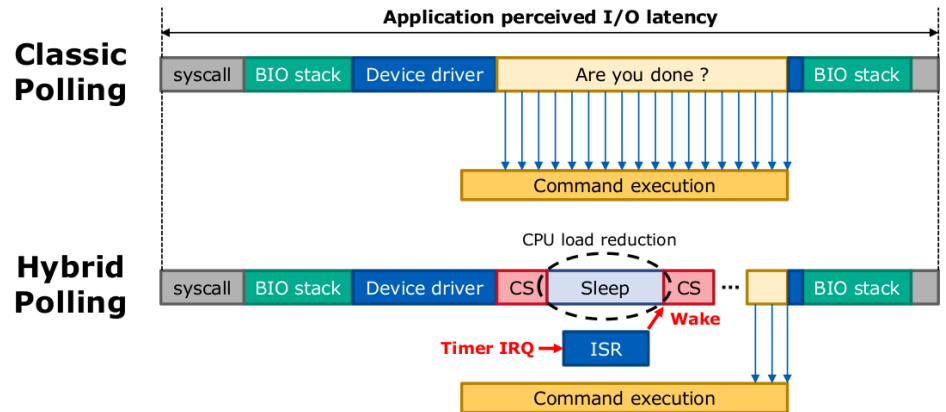 Application perceived I/O latency
Classic
Polling
syscall
BIO stack
Device driver
Are you done ?
BIO stack
Command execution
CPU load reduction
Hybrid
Polling
syscall
BIO stack
Device driver
CS
Sleep
CS
...
BIO stack
Wake
Timer IRQ
ISR
Command execution